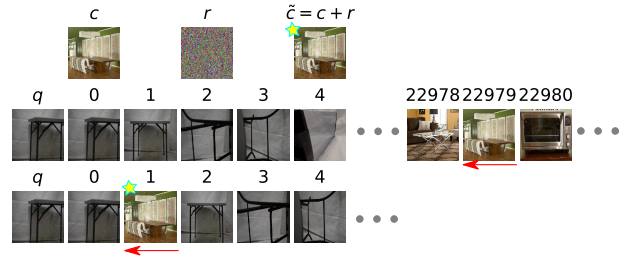 c r c̃ = c + r
q 0 1 2 3 4 22978 22979 22980
q 0 1 2 3 4